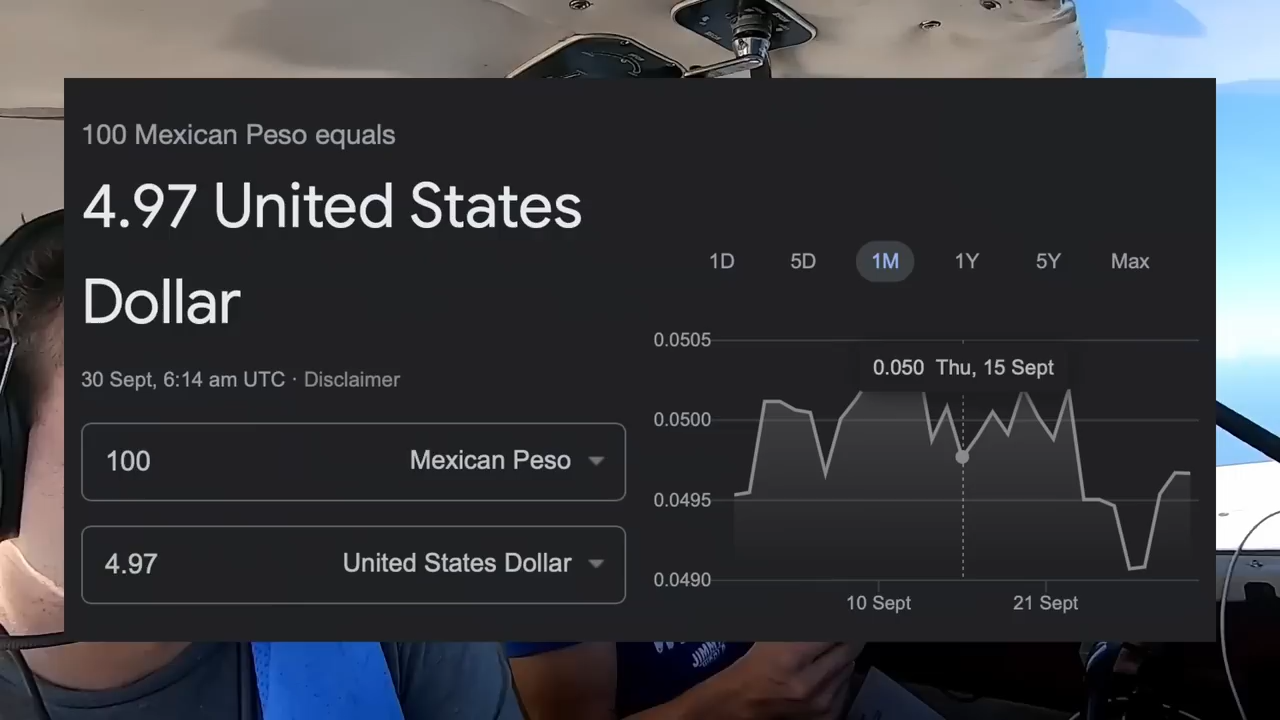 100 Mexican Peso equals
4.97 United States
Dollar
30 Sept, 6:14 am UTC · Disclaimer
100 Mexican Peso
4.97 United States Dollar
1D 5D 1M 1Y 5Y Max
0.0505
0.050 Thu, 15 Sept
0.0500
0.0495
0.0490
10 Sept 21 Sept